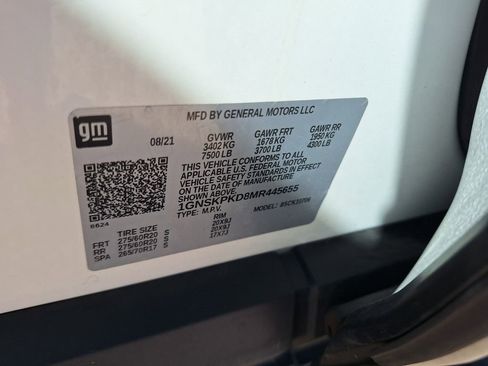 gm
MFD BY GENERAL MOTORS LLC
08/21 GVWR GAWR FRT GAWR RR
3402 KG 1678 KG 1950 KG
7500 LB 3700 LB 4300 LB
THIS VEHICLE CONFORMS TO ALL
APPLICABLE U.S. FEDERAL VEHICLE
SAFETY STANDARDS IN EFFECT
ON THE DATE OF MANUFACTURE
1GNSKPKD8MR445655
TYPE: M.P.V. MODEL:
6624
TIRE SIZE RIM
FRT 275/60R20 S 20X9J
RR 275/60R20 S 20X9J
SPA 265/70R17 S 17X7J